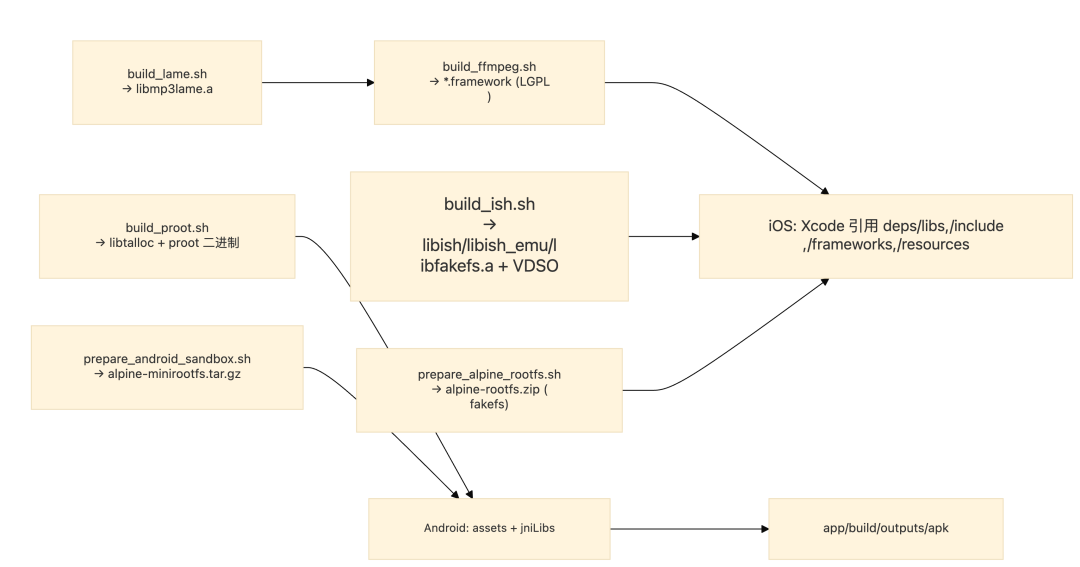 build_lame.sh
→ libmp3lame.a
build_ffmpeg.sh
→ *.framework (LGPL
)
build_proot.sh
→ libtalloc + proot 二进制
build_ish.sh
→
libish/libish_emu/l
ibfakefs.a + VDSO
iOS: Xcode 引用 deps/libs,/include
,/frameworks,/resources
prepare_android_sandbox.sh
→ alpine-minirootfs.tar.gz
prepare_alpine_rootfs.sh
→ alpine-rootfs.zip (
fakefs)
Android: assets + jniLibs
app/build/outputs/apk